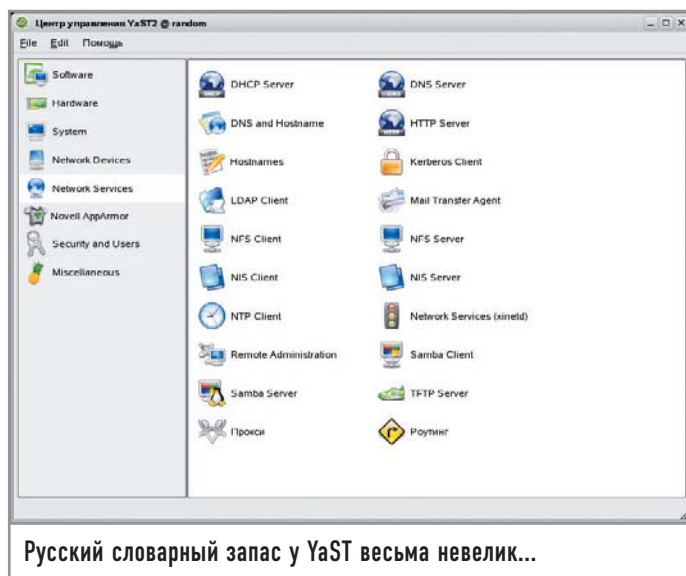 Центр управления YaST2 @ random
File Edit Помощь
Software
Hardware
System
Network Devices
Network Services
Novell AppArmor
Security and Users
Miscellaneous
DHCP Server
DNS Server
DNS and Hostname
HTTP Server
Hostnames
Kerberos Client
LDAP Client
Mail Transfer Agent
NFS Client
NFS Server
NIS Client
NIS Server
NTP Client
Network Services (xinetd)
Remote Administration
Samba Client
Samba Server
TFTP Server
Прокси
Роутинг
Русский словарный запас у YaST весьма невелик...